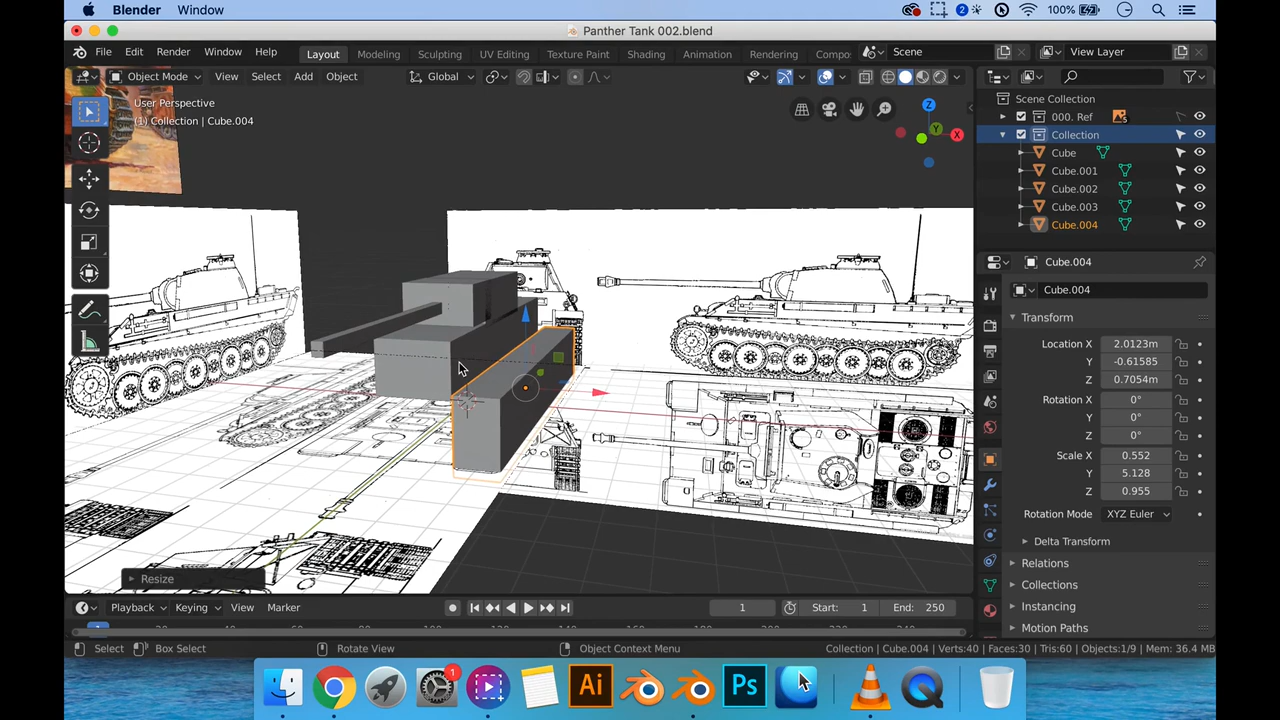 Blender Window 2 100%
Panther Tank 002.blend
File Edit Render Window Help Layout Modeling Sculpting UV Editing Texture Paint Shading Animation Rendering Compo Scene View Layer
Object Mode View Select Add Object Global
User Perspective
(1) Collection | Cube.004
Z
Y
X
Scene Collection
000. Ref 5
Collection
Cube
Cube.001
Cube.002
Cube.003
Cube.004
Cube.004
Cube.004
Transform
Location X 2.0123m
Y -0.61585
Z 0.7054m
Rotation X 0°
Y 0°
Z 0°
Scale X 0.552
Y 5.128
Z 0.955
Rotation Mode XYZ Euler
Delta Transform
Relations
Collections
Instancing
Motion Paths
Resize
Playback Keying View Marker 1 Start: 1 End: 250
Select Box Select Rotate View Object Context Menu Collection | Cube.004 | Verts:40 | Faces:30 | Tris:60 | Objects:1/9 | Mem: 36.4 MB
1 Ai Ps